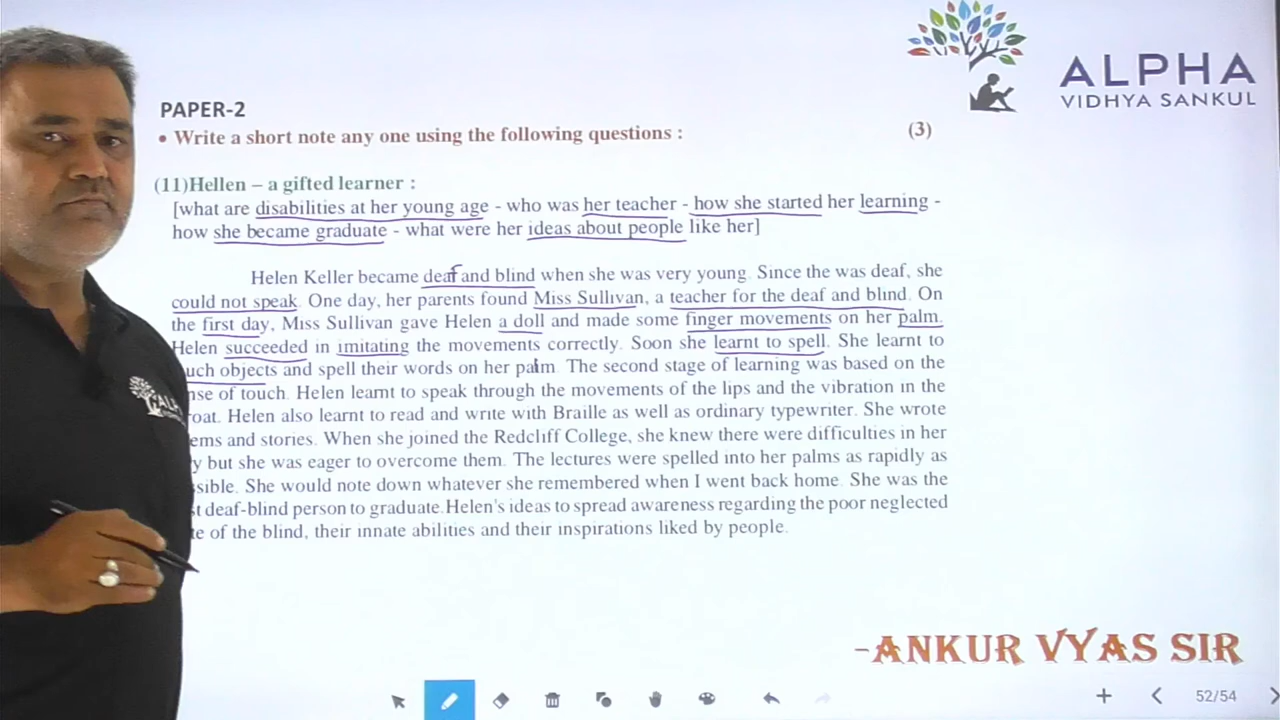 ALPHA
VIDHYA SANKUL
PAPER-2
• Write a short note any one using the following questions : (3)
(11)Hellen – a gifted learner :
[what are disabilities at her young age - who was her teacher - how she started her learning -
how she became graduate - what were her ideas about people like her]
Helen Keller became deaf and blind when she was very young. Since the was deaf, she
could not speak. One day, her parents found Miss Sullivan, a teacher for the deaf and blind. On
the first day, Miss Sullivan gave Helen a doll and made some finger movements on her palm.
Helen succeeded in imitating the movements correctly. Soon she learnt to spell. She learnt to
objects and spell their words on her palm. The second stage of learning was based on the
of touch. Helen learnt to speak through the movements of the lips and the vibration in the
Helen also learnt to read and write with Braille as well as ordinary typewriter. She wrote
and stories. When she joined the Redcliff College, she knew there were difficulties in her
but she was eager to overcome them. The lectures were spelled into her palms as rapidly as
She would note down whatever she remembered when I went back home. She was the
deaf-blind person to graduate.Helen's ideas to spread awareness regarding the poor neglected
of the blind, their innate abilities and their inspirations liked by people.
-ANKUR VYAS SIR
52/54